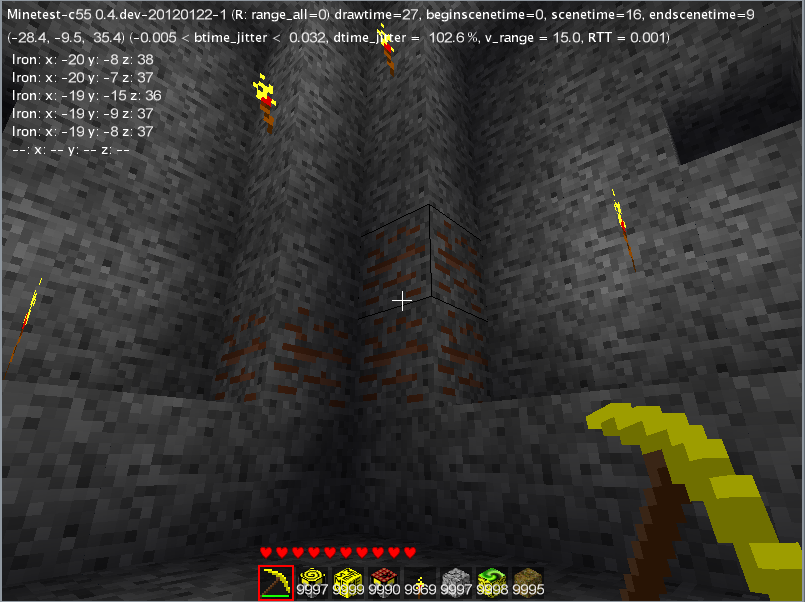 Minetest-c55 0.4.dev-20120122-1 (R: range_all=0) drawtime=27, beginscenetime=0, scenetime=16, endscenetime=9
(-28.4, -9.5, 35.4) (-0.005 < btime_jitter < 0.032, dtime_jitter = 102.6 %, v_range = 15.0, RTT = 0.001)
Iron: x: -20 y: -8 z: 38
Iron: x: -20 y: -7 z: 37
Iron: x: -19 y: -15 z: 36
Iron: x: -19 y: -9 z: 37
Iron: x: -19 y: -8 z: 37
--: x: -- y: -- z: --
9997 9999 9990 9969 9997 9898 9995